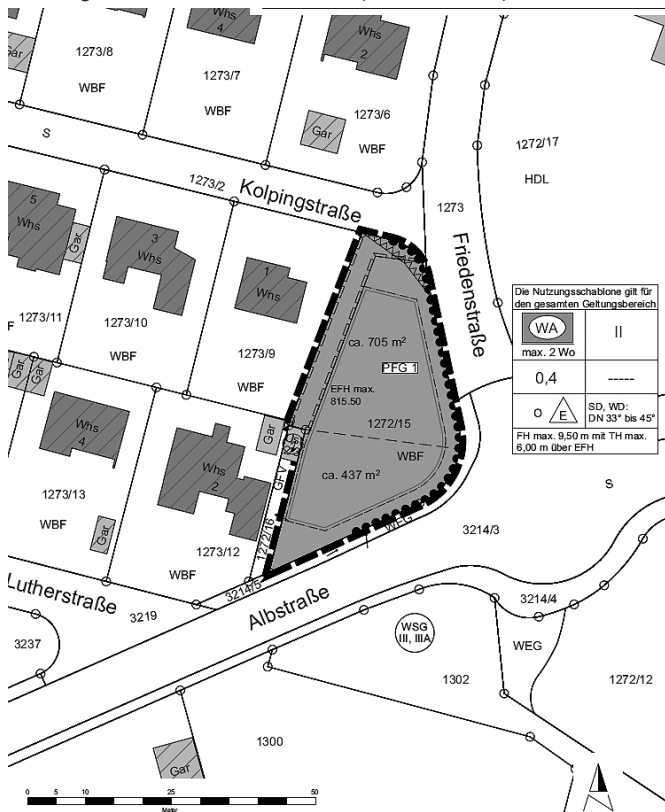 Whs
4
Whs
2
Gar
1273/8
WBF
1273/7
WBF
1273/6
WBF
Gar
S
1272/17
HDL
1273/2
Kolpingstraße
1273
Friedenstraße
5
Whs
Gar
3
Whs
1
Whs
1273/11
1273/10
WBF
1273/9
WBF
Gar
Gar
ca. 705 m²
PFG 1
EFH max.
815.50
1272/15
WBF
ca. 437 m²
Die Nutzungsschablone gilt für
den gesamten Geltungsbereich
WA
max. 2 Wo
II
0,4
-----
o
E
SD, WD:
DN 33° bis 45°
FH max. 9,50 m mit TH max.
6,00 m über EFH
Whs
4
Gar
GFV
Whs
2
1272/16
1273/13
WBF
Gar
1273/12
WBF
WEG
S
3214/3
3214/5
Lutherstraße
3219
Albstraße
3214/4
3237
WSG
III, IIIA
WEG
1302
1272/12
1300
Gar
0 5 10 25 50
Meter